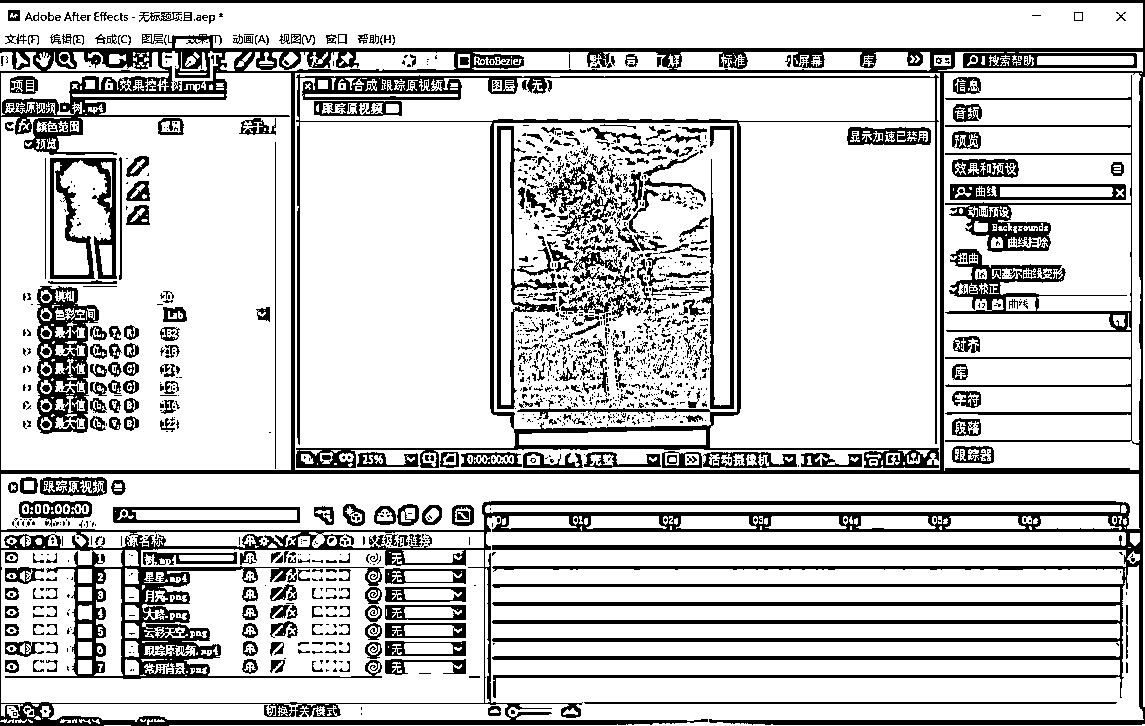 Adobe After Effects - 无标题项目.aep *
文件(F) 编辑(E) 合成(C) 图层(L) 效果(T) 动画(A) 视图(V) 窗口 帮助(H)
RotoBezier 默认 了解 标准 小屏幕 库 搜索帮助
项目 效果控件 树.mp4 合成 跟踪原视频 图层 (无) 信息
跟踪原视频 树.mp4 跟踪原视频
颜色范围 重置 关于
音频
显示加速已禁用
预览 预览
效果和预设
曲线
动画预设
Backgrounds
曲线扫除
扭曲
贝塞尔曲线变形
颜色校正
曲线
模糊
色彩空间 Lab
最小值
最大值
最小值
最大值
最小值
最大值
对齐
库
字符
段落
跟踪器
25% 0:00:00:00 完整 活动摄像机 1个
跟踪原视频
0:00:00:00
01s 02s 03s 04s 05s 06s 07s
源名称 父级和链接
1 树.mp4 无
2 星星.mp4 无
3 月亮.png 无
4 大路.png 无
5 云彩天空.png 无
6 跟踪原视频.mp4 无
7 常用背景.png 无
切换开关/模式